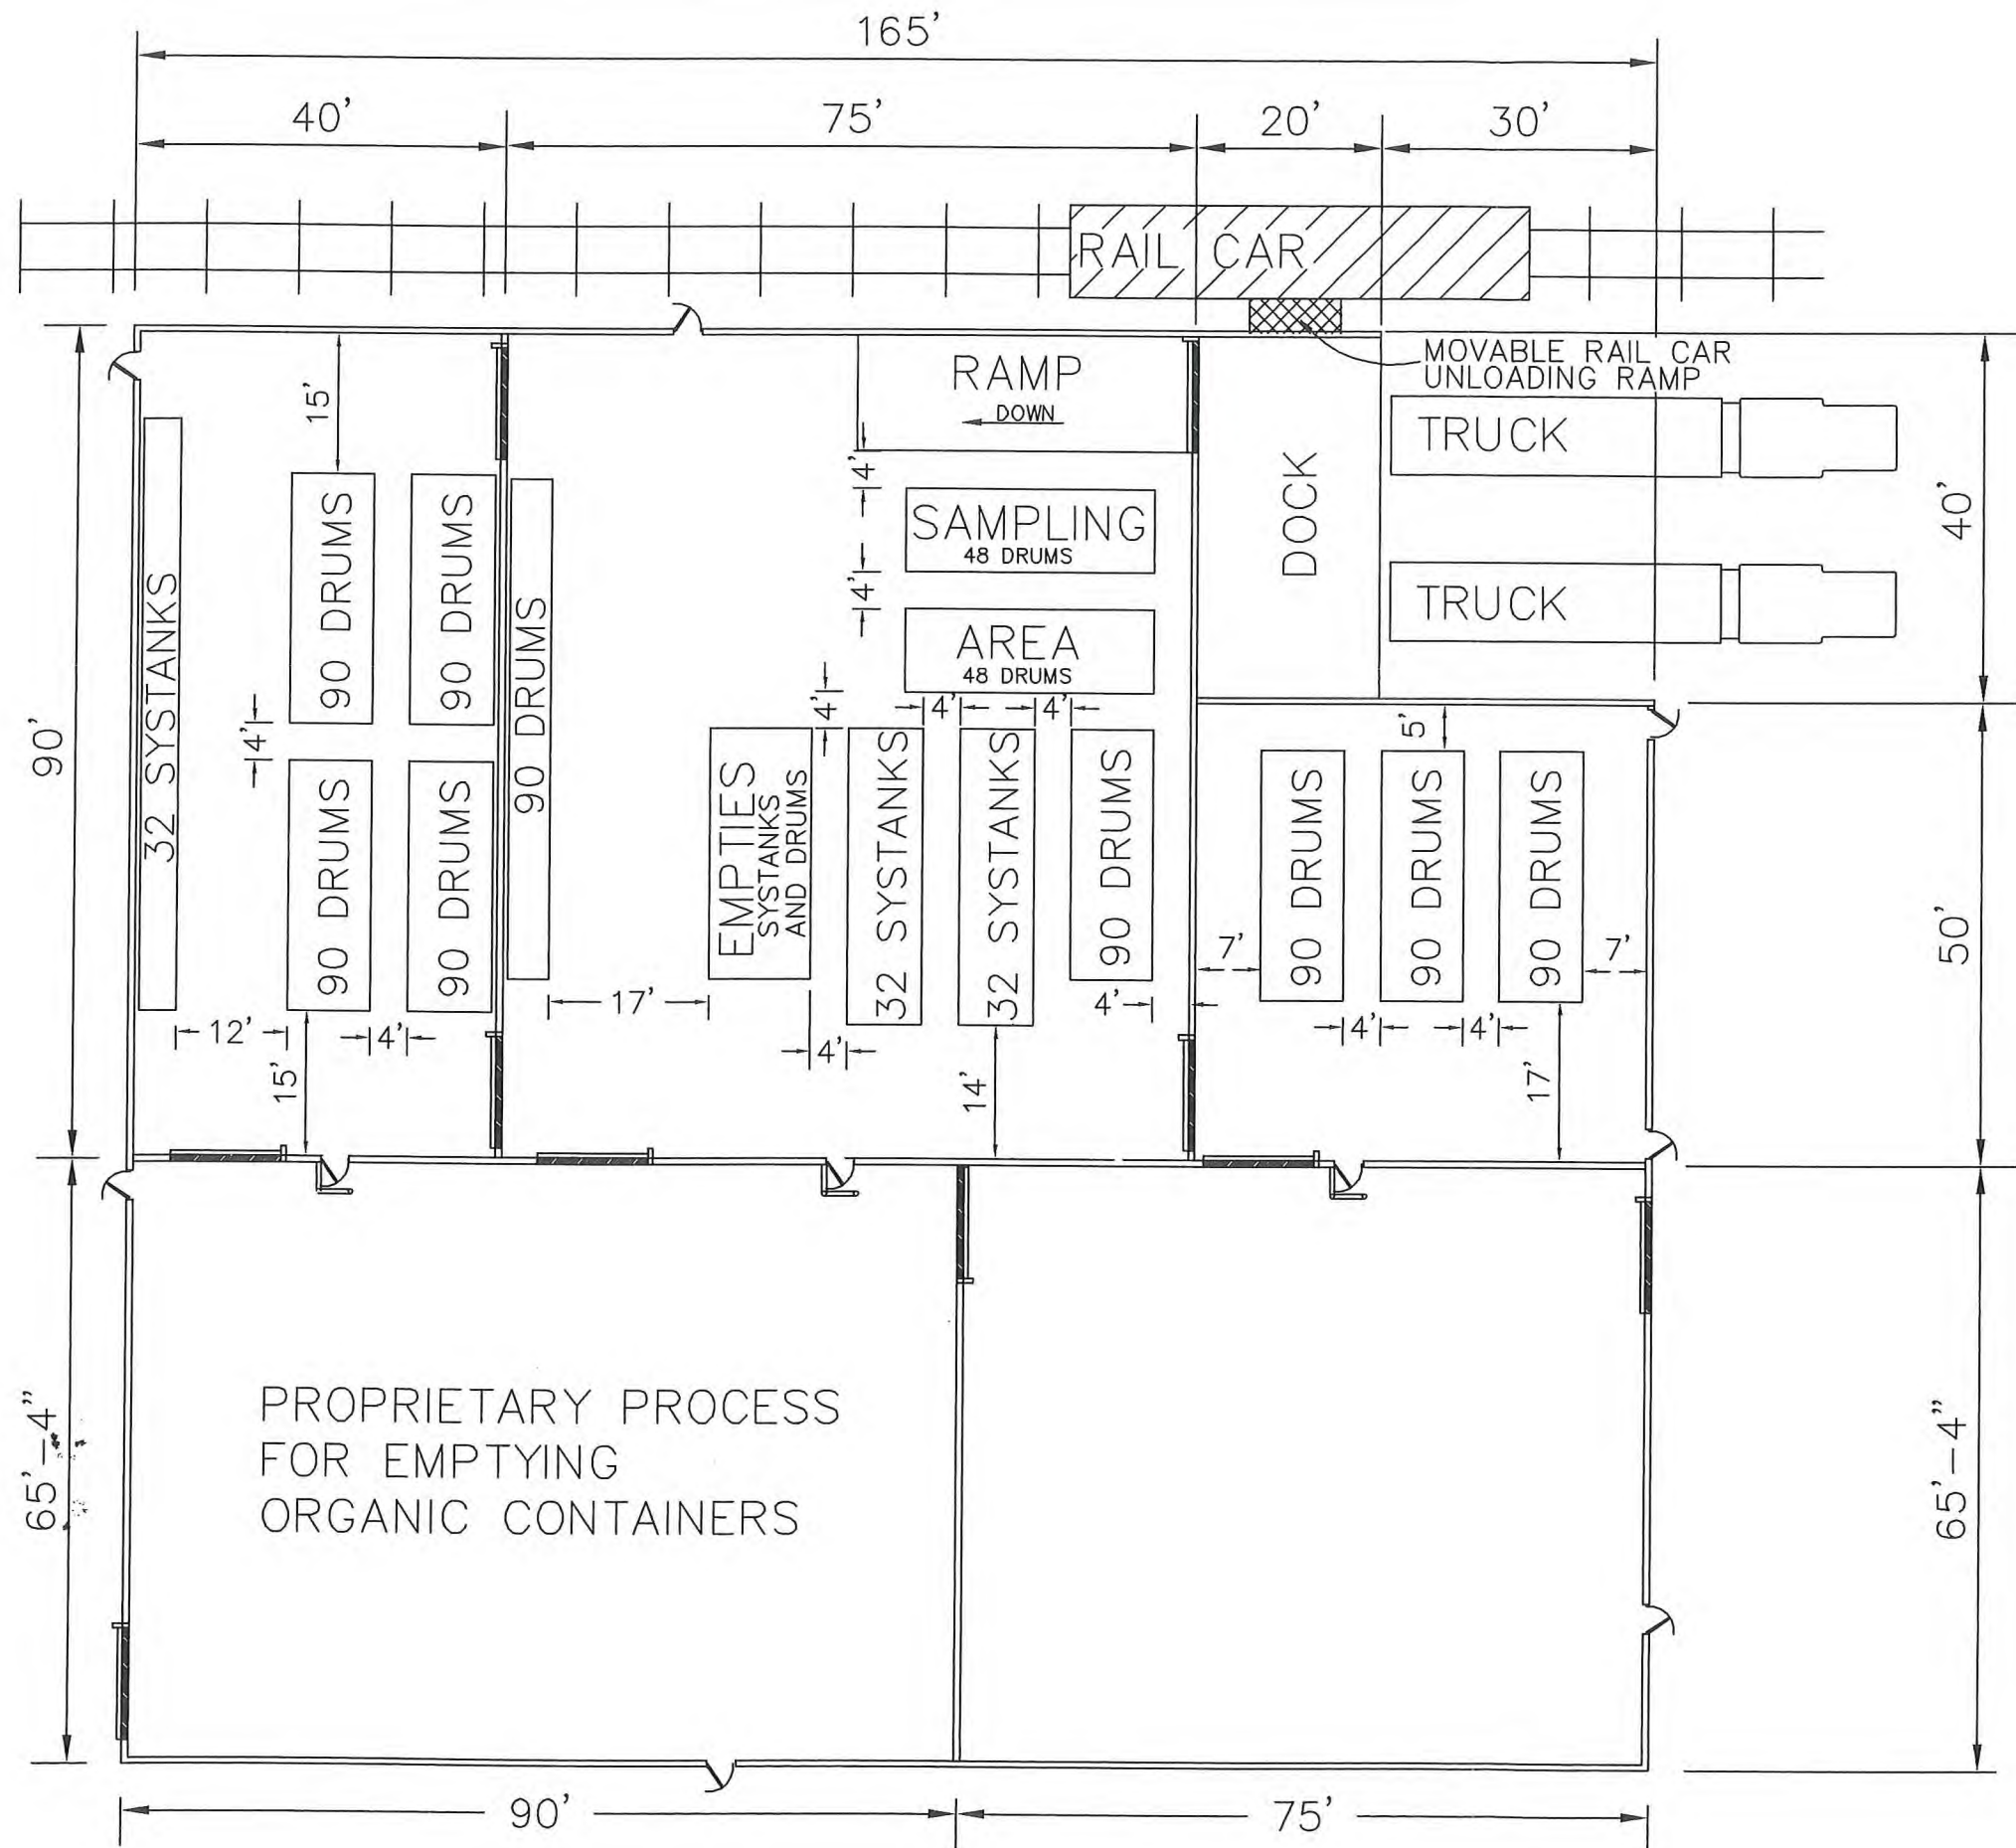 165'
40'
75'
20'
30'
RAIL CAR
MOVABLE RAIL CAR
UNLOADING RAMP
RAMP
DOWN
15'
4'
TRUCK
32 SYSTANKS
90 DRUMS
90 DRUMS
90 DRUMS
SAMPLING
48 DRUMS
DOCK
40'
4'
AREA
48 DRUMS
TRUCK
90'
4'
4'
4'
4'
5'
EMPTIES
SYSTANKS
AND DRUMS
32 SYSTANKS
32 SYSTANKS
90 DRUMS
90 DRUMS
90 DRUMS
90 DRUMS
90 DRUMS
90 DRUMS
7'
7'
50'
17'
4'
12'
4'
4'
4'
4'
15'
14'
17'
65'-4"
PROPRIETARY PROCESS
FOR EMPTYING
ORGANIC CONTAINERS
65'-4"
90'
75'